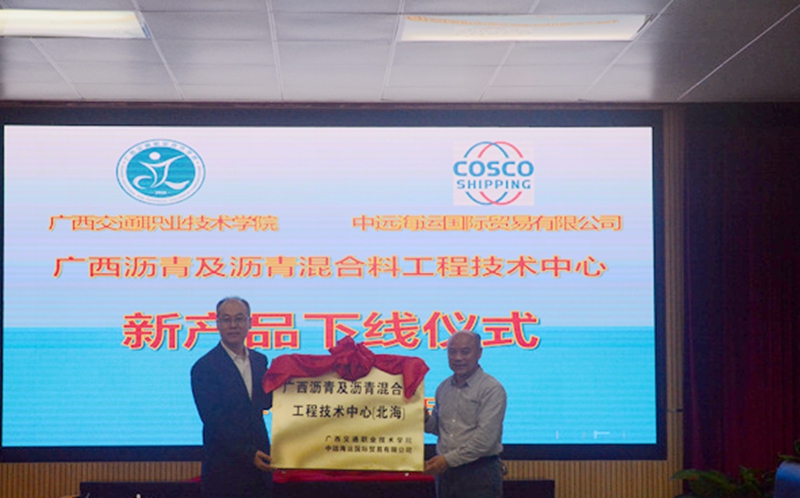 COSCO
SHIPPING
广西交通职业技术学院
中远海运国际贸易有限公司
广西沥青及沥青混合料工程技术中心
新产品下线仪式
广西沥青及沥青混合
工程技术中心(北海)
广西交通职业技术学院
中远海运国际贸易有限公司